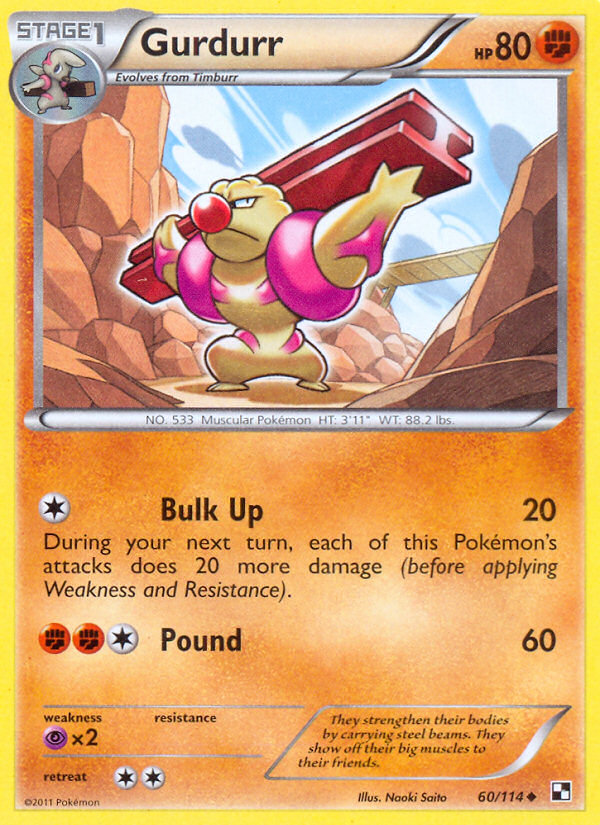 STAGE1
Gurdurr
HP80
Evolves from Timburr
NO. 533 Muscular Pokémon HT: 3'11" WT: 88.2 lbs.
Bulk Up 20
During your next turn, each of this Pokémon's
attacks does 20 more damage (before applying
Weakness and Resistance).
Pound 60
weakness
resistance
×2
They strengthen their bodies
by carrying steel beams. They
show off their big muscles to
their friends.
retreat
©2011 Pokémon
Illus. Naoki Saito
60/114